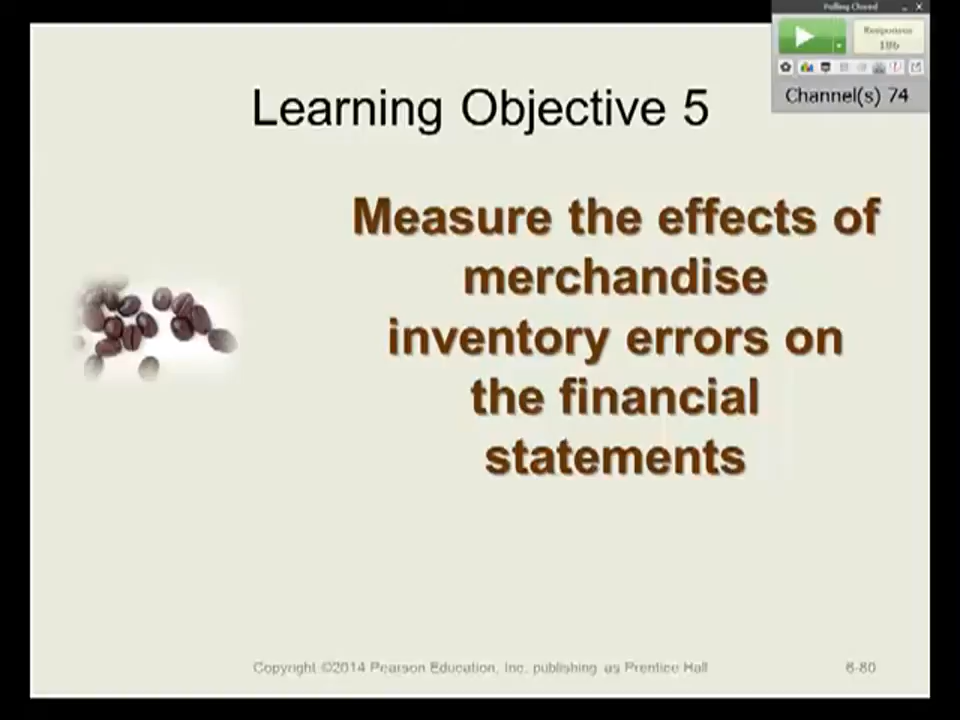 Polling Closed
Responses
186
Channel(s) 74
Learning Objective 5
Measure the effects of
merchandise
inventory errors on
the financial
statements
Copyright ©2014 Pearson Education, Inc. publishing as Prentice Hall
6-80